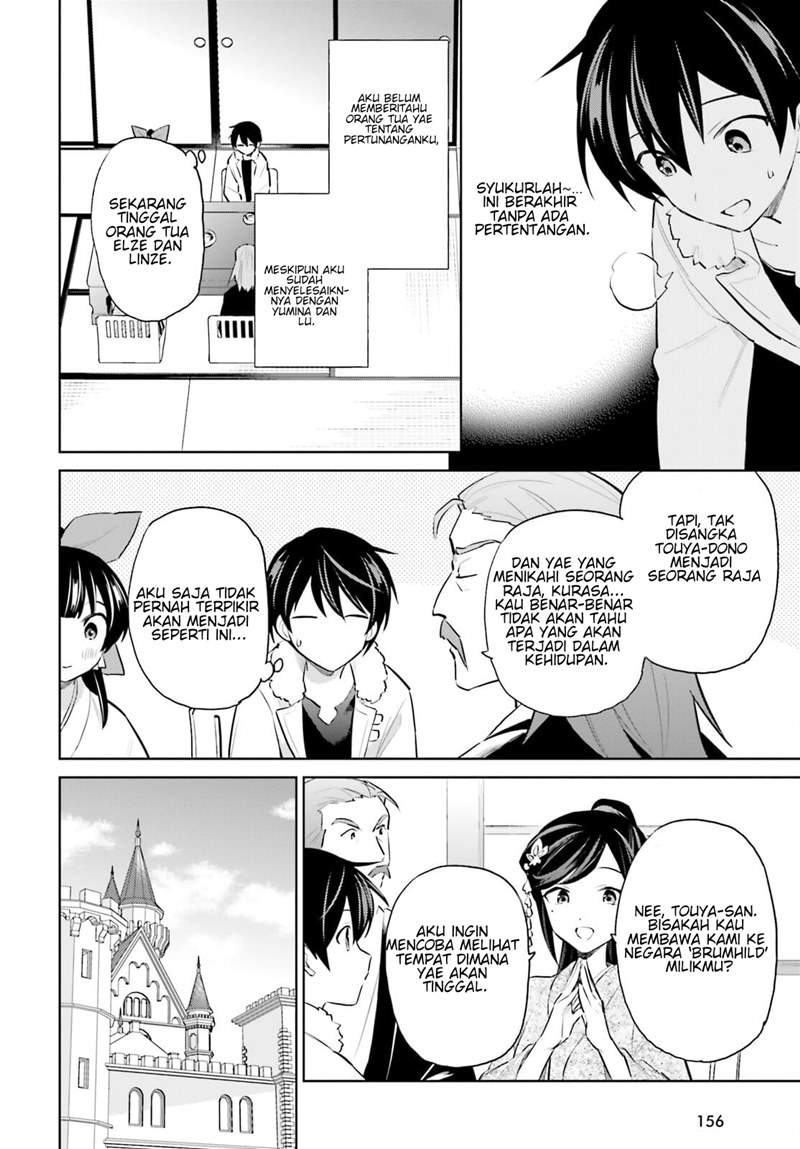 SYUKURLAH~...
INI BERAKHIR
TANPA ADA
PERTENTANGAN.
AKU BELUM
MEMBERITAHU
ORANG TUA YAE
TENTANG
PERTUNANGANKU,
MESKIPUN AKU
SUDAH
MENYELESAIKN-
NYA DENGAN
YUMINA DAN
LU.
SEKARANG
TINGGAL
ORANG TUA
ELZE DAN
LINZE.
TAPI, TAK
DISANGKA
TOUYA-DONO
MENJADI
SEORANG RAJA
DAN YAE YANG
MENIKAHI SEORANG
RAJA, KURASA...
KAU BENAR-BENAR
TIDAK AKAN TAHU
APA YANG AKAN
TERJADI DALAM
KEHIDUPAN.
AKU SAJA TIDAK
PERNAH TERPIKIR
AKAN MENJADI
SEPERTI INI...
NEE, TOUYA-SAN.
BISAKAH KAU
MEMBAWA KAMI KE
NEGARA 'BRUMHILD'
MILIKMU?
AKU INGIN
MENCOBA MELIHAT
TEMPAT DIMANA
YAE AKAN
TINGGAL.
156